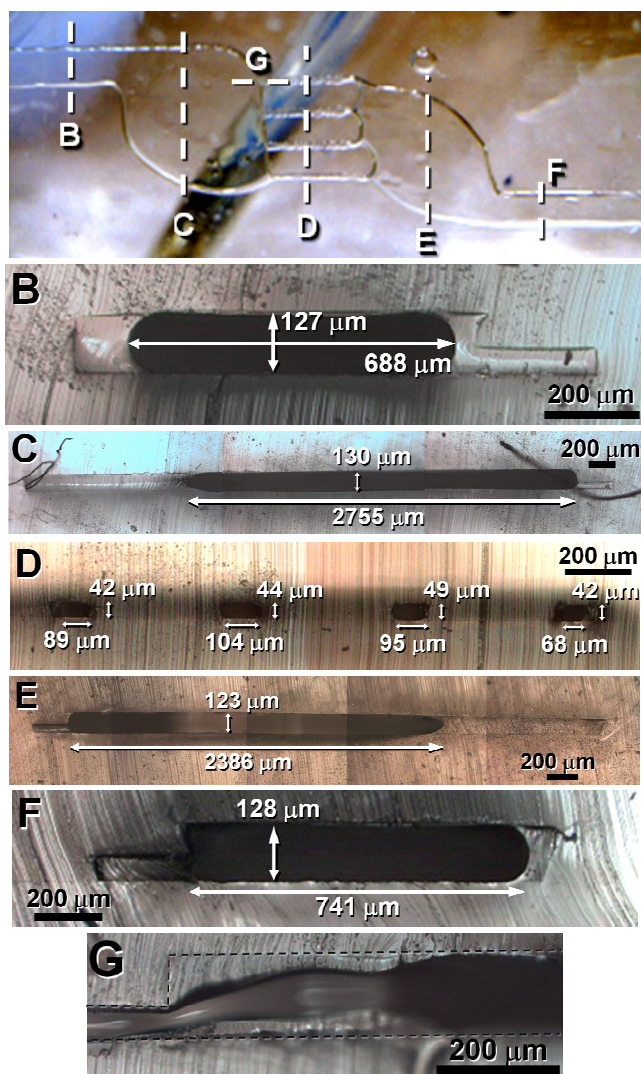 G
B
C
D
E
F
B
127 µm
688 µm
200 µm
C
200 µm
130 µm
2755 µm
D
200 µm
42 µm
44 µm
49 µm
42 µm
89 µm
104 µm
95 µm
68 µm
E
123 µm
2386 µm
200 µm
F
128 µm
200 µm
741 µm
G
200 µm